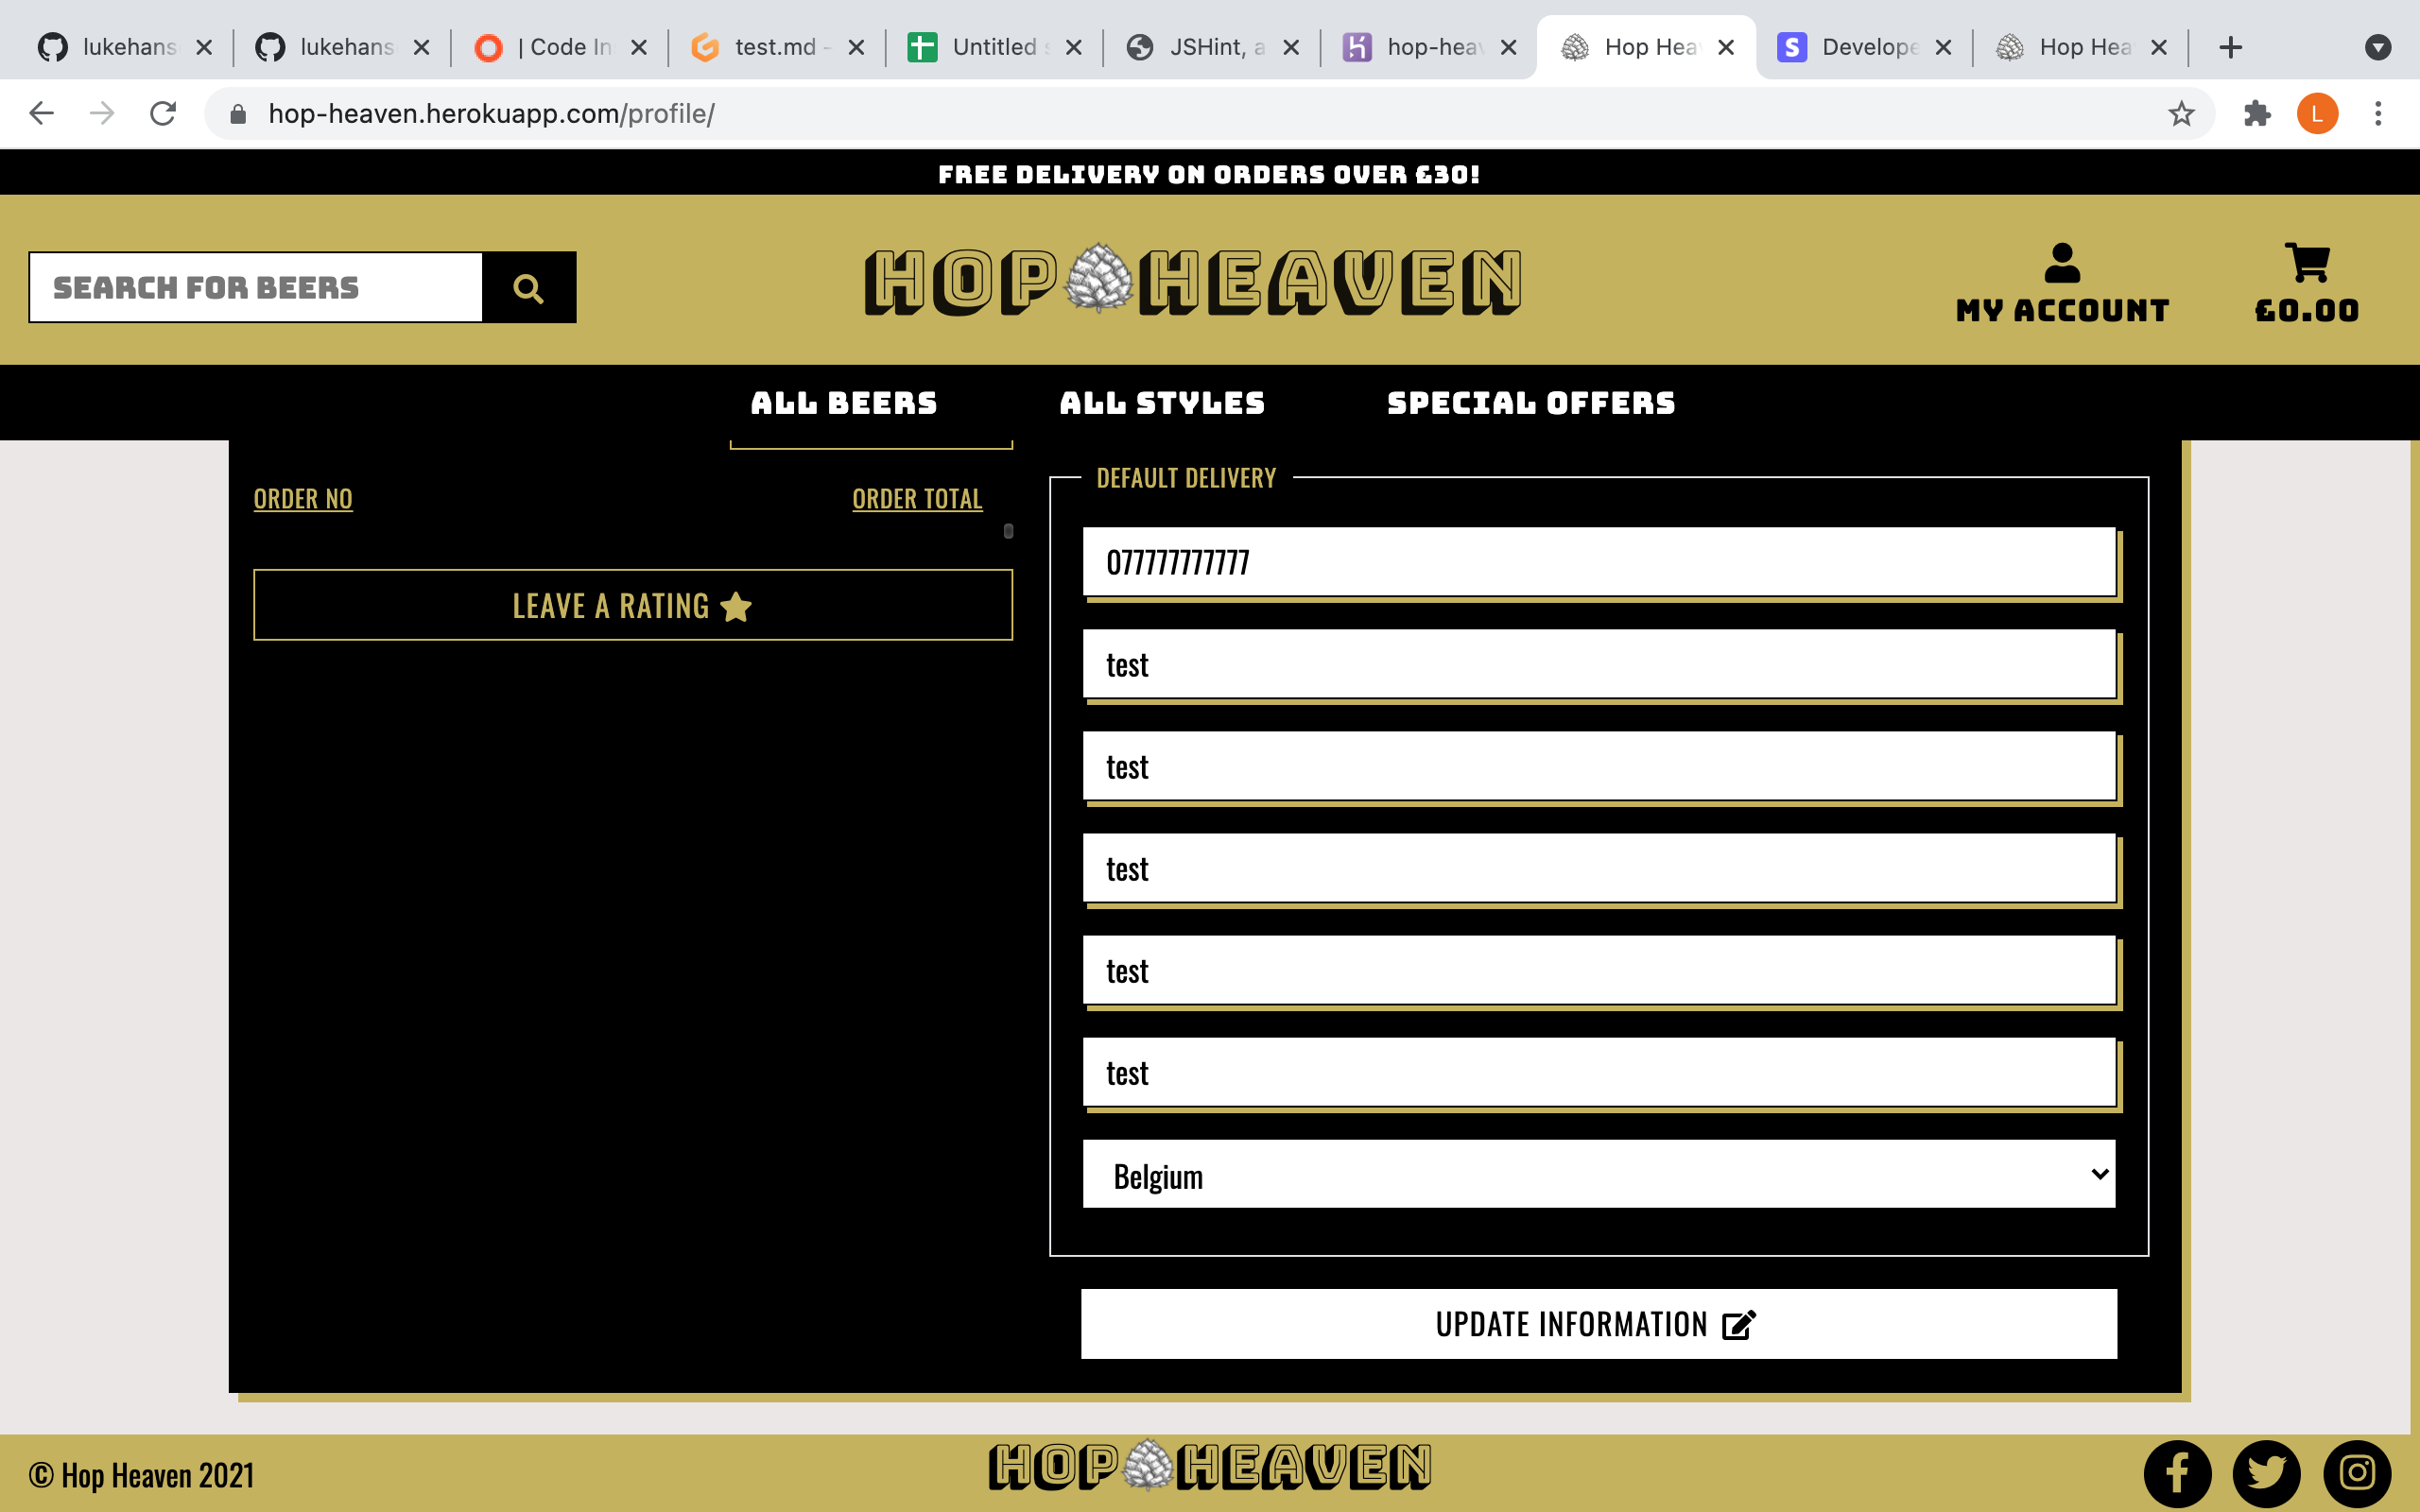 lukehans
lukehans
| Code In
test.md -
Untitled
JSHint, a
hop-heav
Hop Hea
Develope
Hop Hea
hop-heaven.herokuapp.com/profile/
L
FREE DELIVERY ON ORDERS OVER £30!
SEARCH FOR BEERS
HOP HEAVEN
MY ACCOUNT
£0.00
ALL BEERS
ALL STYLES
SPECIAL OFFERS
ORDER NO
ORDER TOTAL
LEAVE A RATING
DEFAULT DELIVERY
077777777777
test
test
test
test
test
Belgium
UPDATE INFORMATION
© Hop Heaven 2021
HOP HEAVEN